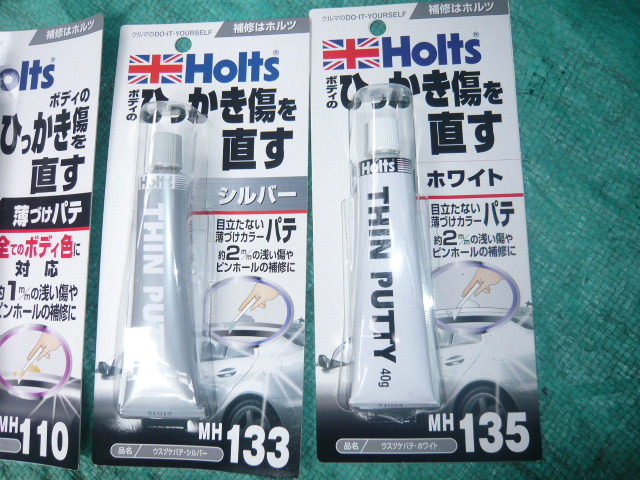 補修はホルツ
Holts
ボディの
ひっかき傷を
直す
薄づけパテ
全てのボディ色に
対応
約1m/mの浅い傷や
ピンホールの補修に
MH110
クルマのDO-IT-YOURSELF
補修はホルツ
Holts®
ボディの
ひっかき傷を
直す
シルバー
目立たない
薄づけカラーパテ
約2m/mの浅い傷や
ピンホールの補修に
Holts
THIN PUTTY
MH133
品名
ウスヅケパテ・シルバー
クルマのDO-IT-YOURSELF
補修はホルツ
Holts®
ボディの
ひっかき傷を
直す
ホワイト
目立たない
薄づけカラーパテ
約2m/mの浅い傷や
ピンホールの補修に
Holts
THIN PUTTY
40g
MH135
品名
ウスヅケパテ・ホワイト